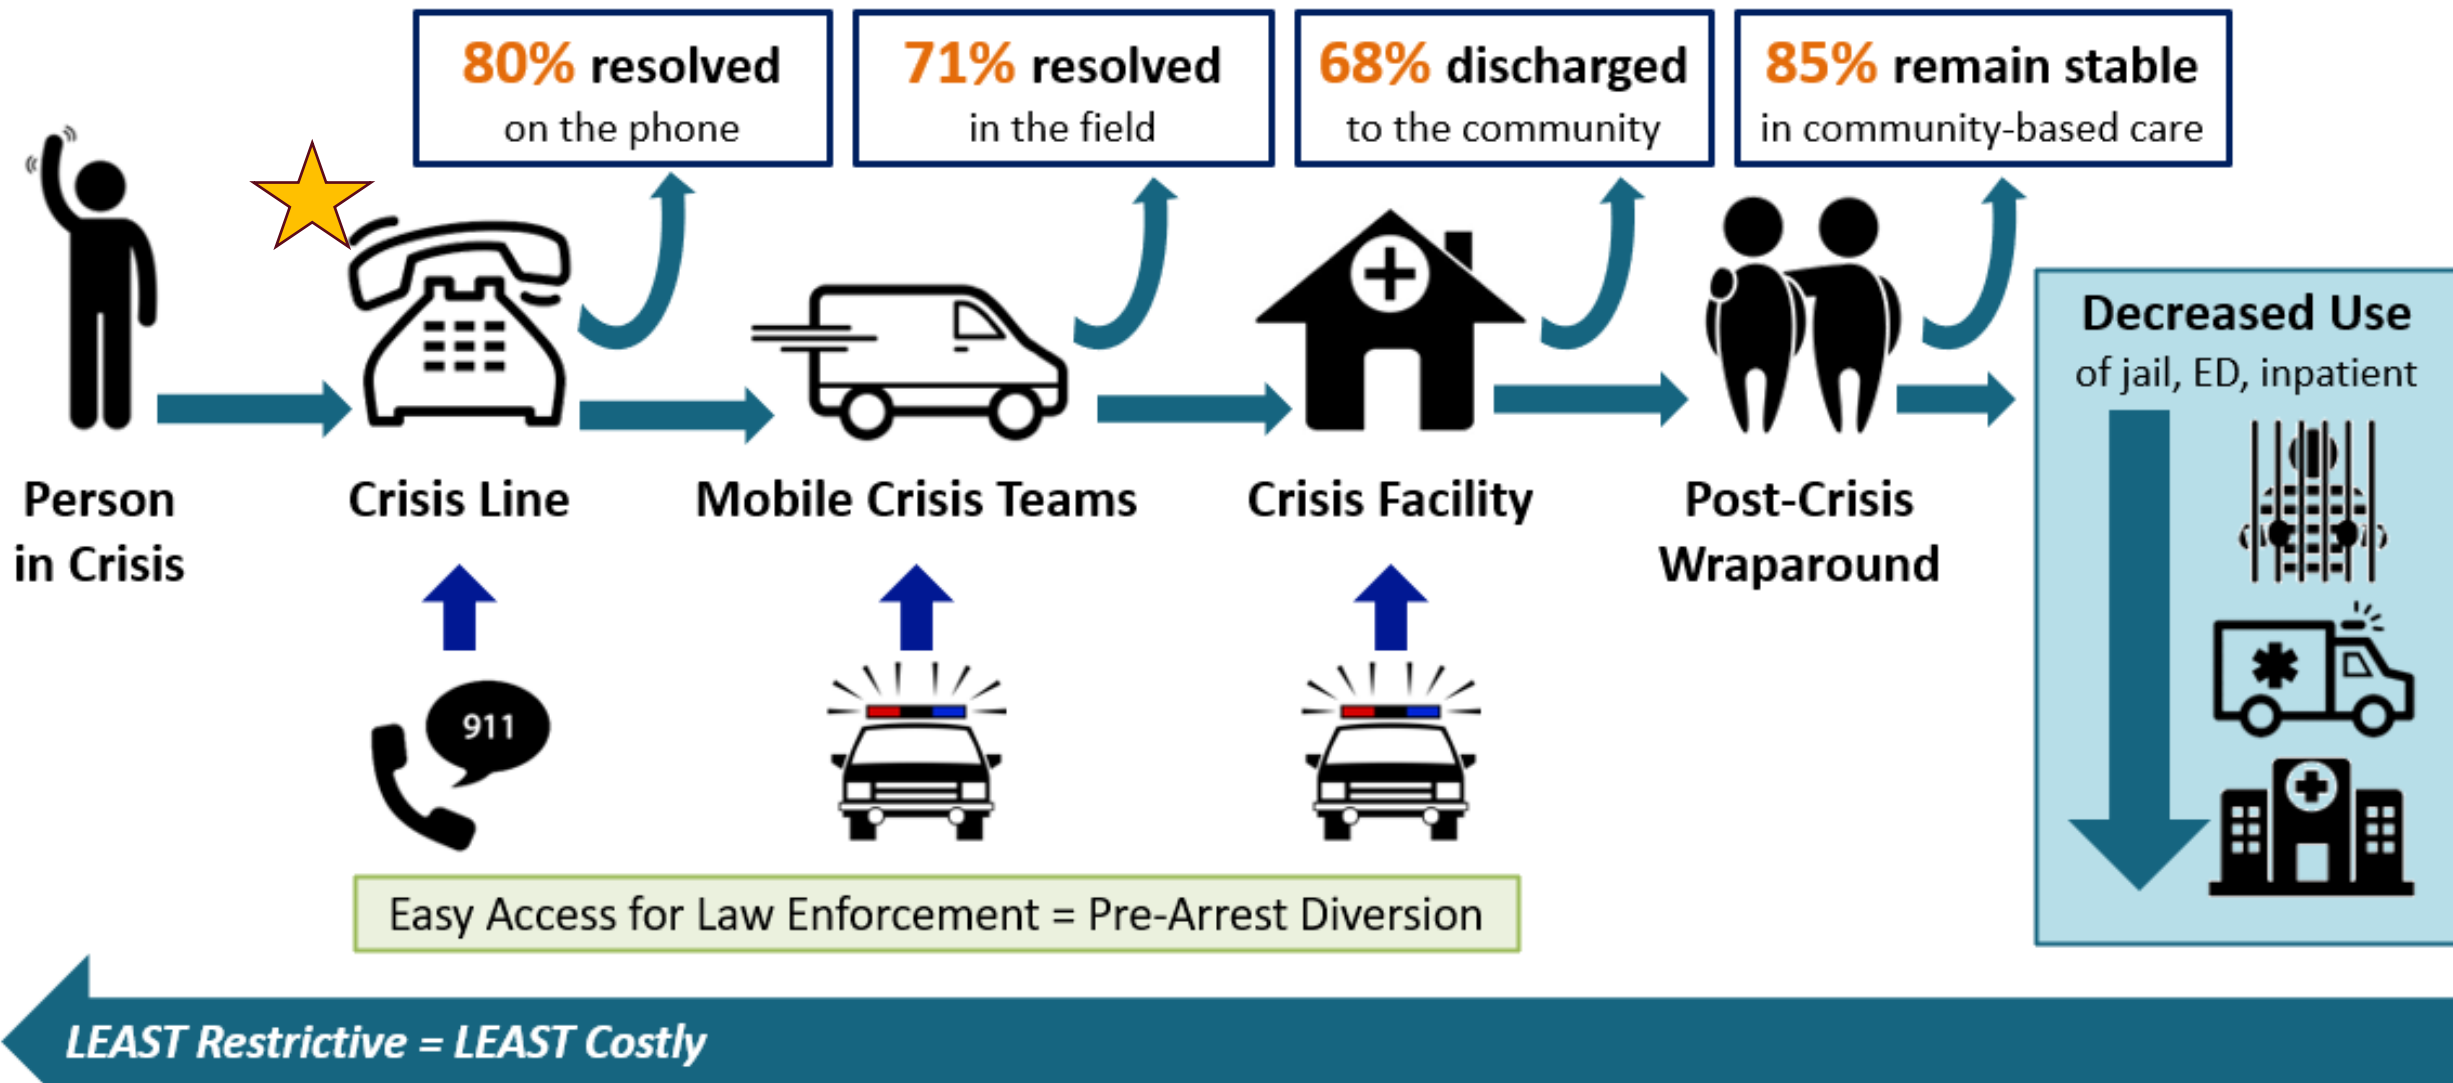 80% resolved
on the phone
71% resolved
in the field
68% discharged
to the community
85% remain stable
in community-based care
Decreased Use
of jail, ED, inpatient
Person
in Crisis
Crisis Line
Mobile Crisis Teams
Crisis Facility
Post-Crisis
Wraparound
911
Easy Access for Law Enforcement = Pre-Arrest Diversion
LEAST Restrictive = LEAST Costly